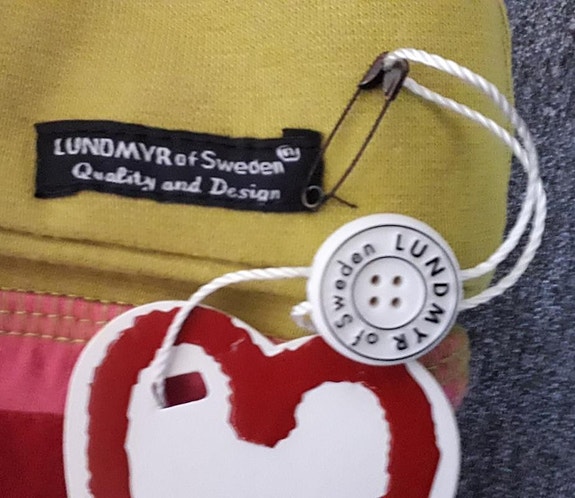 LUNDMYR of Sweden®
Quality and Design
LUNDMYR of Sweden